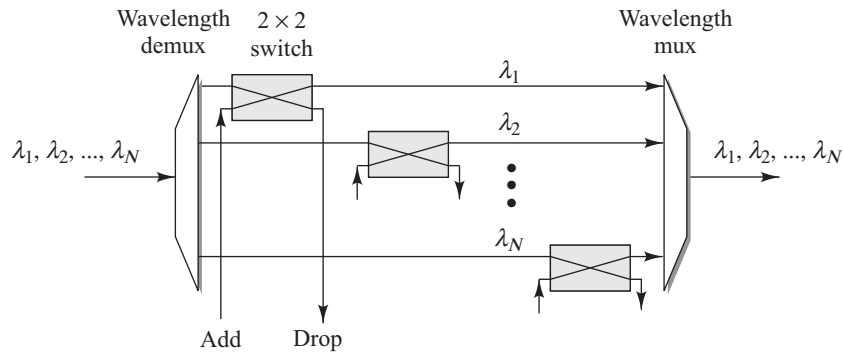 Wavelength
demux
2 × 2
switch
Wavelength
mux
λ1
λ2
λ1, λ2, ..., λN
λ1, λ2, ..., λN
λN
Add
Drop